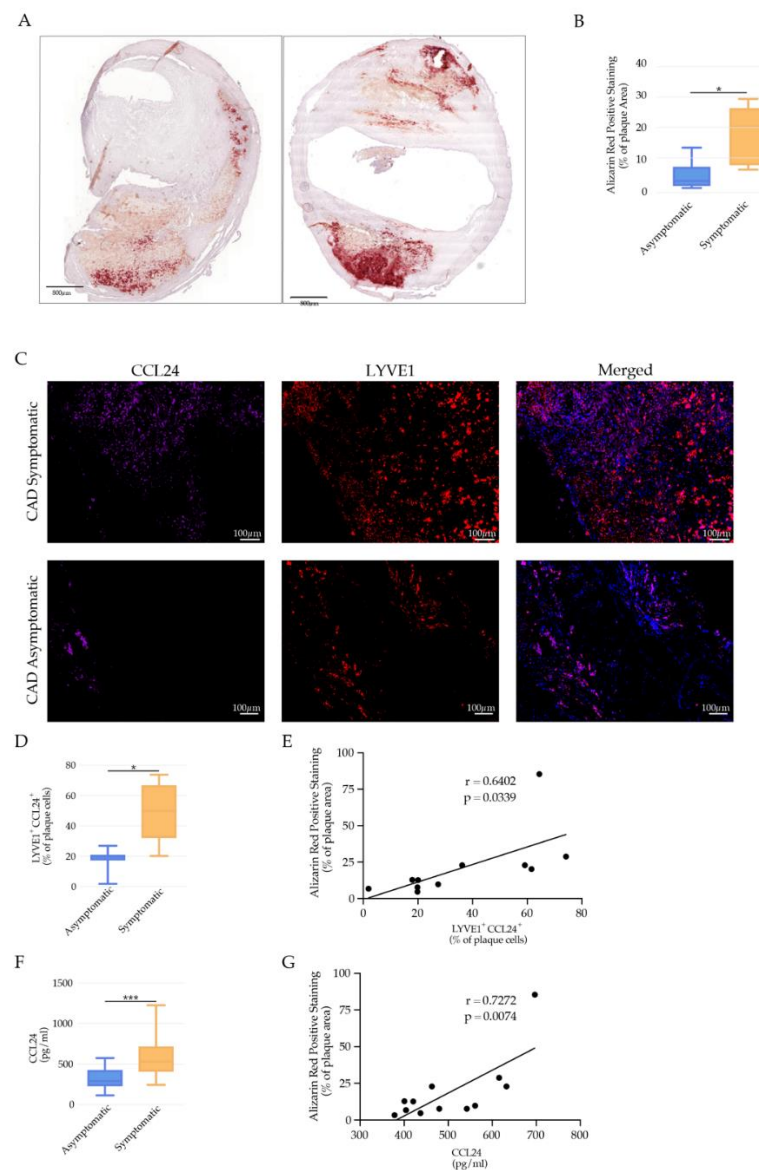 A
800µm
800µm
B
Alizarin Red Positive Staining
(% of plaque Area)
40
30
20
10
0
*
Asymptomatic
Symptomatic
C
CCL24
LYVE1
Merged
CAD Symptomatic
100µm
100µm
100µm
CAD Asymptomatic
100µm
100µm
100µm
D
LYVE1⁺ CCL24⁺
(% of plaque cells)
80
60
40
20
0
*
Asymptomatic
Symptomatic
E
Alizarin Red Positive Staining
(% of plaque area)
100
75
50
25
0
r = 0.6402
p = 0.0339
0
20
40
60
80
LYVE1⁺ CCL24⁺
(% of plaque cells)
F
CCL24
(pg/ml)
1500
1000
500
0
***
Asymptomatic
Symptomatic
G
Alizarin Red Positive Staining
(% of plaque area)
100
75
50
25
0
r = 0.7272
p = 0.0074
300
400
500
600
700
800
CCL24
(pg/ml)